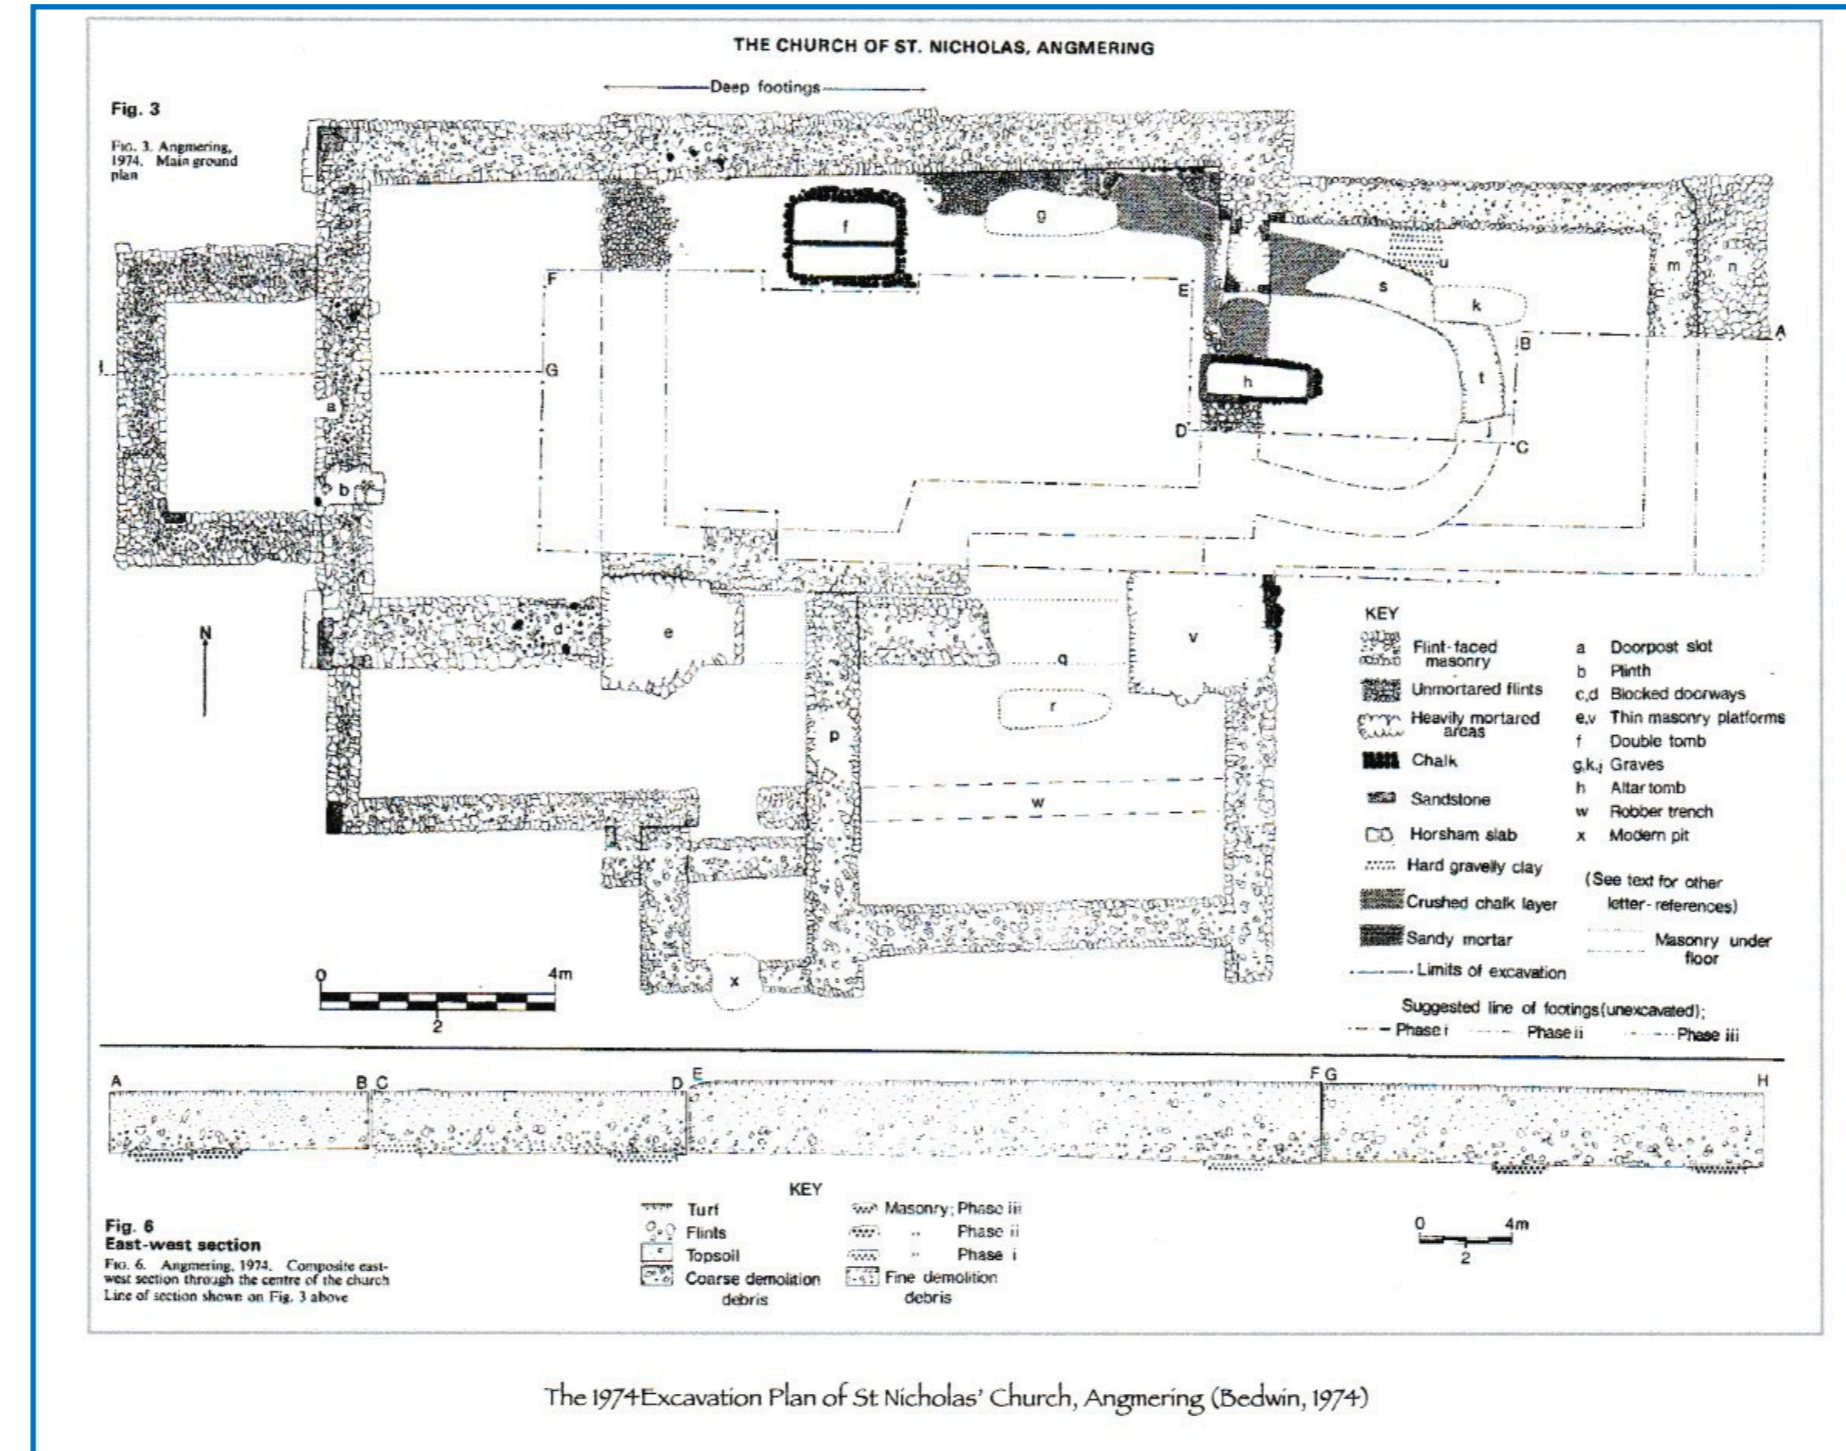 THE CHURCH OF ST. NICHOLAS, ANGMERING
Deep footings
Fig. 3
FIG. 3. Angmering,
1974. Main ground
plan
c
f
g
F
E
u
m
n
s
k
A
B
G
I
a
h
t
D
C
b
N
d
e
q
v
r
p
w
x
0
4m
2
KEY
Flint-faced
masonry
Unmortared flints
Heavily mortared
areas
Chalk
Sandstone
Horsham slab
Hard gravelly clay
Crushed chalk layer
Sandy mortar
Limits of excavation
a Doorpost slot
b Plinth
c,d Blocked doorways
e,v Thin masonry platforms
f Double tomb
g,k,j Graves
h Altar tomb
w Robber trench
x Modern pit
(See text for other
letter-references)
Masonry under
floor
Suggested line of footings(unexcavated);
Phase i Phase ii Phase iii
A B C D E F G H
KEY
Turf
Flints
Topsoil
Coarse demolition
debris
Masonry; Phase iii
" Phase ii
" Phase i
Fine demolition
debris
0 4m
2
Fig. 6
East-west section
FIG. 6. Angmering, 1974. Composite east-
west section through the centre of the church
Line of section shown on Fig. 3 above
The 1974 Excavation Plan of St Nicholas' Church, Angmering (Bedwin, 1974)